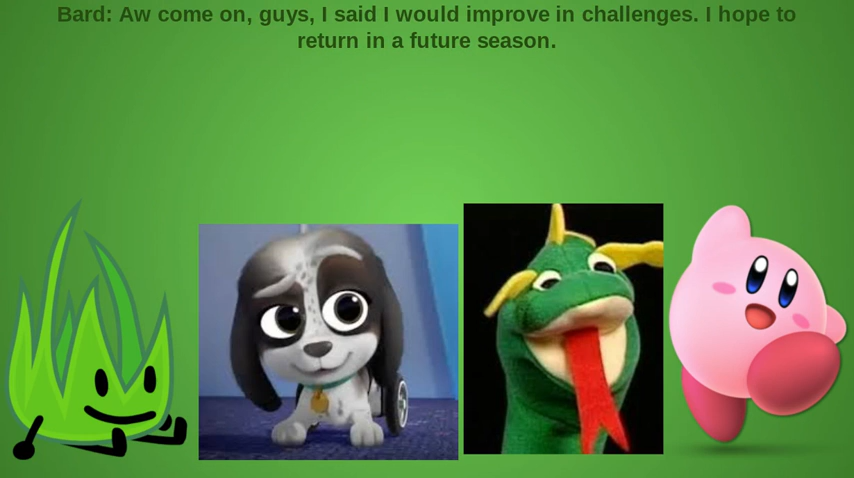 Bard: Aw come on, guys, I said I would improve in challenges. I hope to
return in a future season.